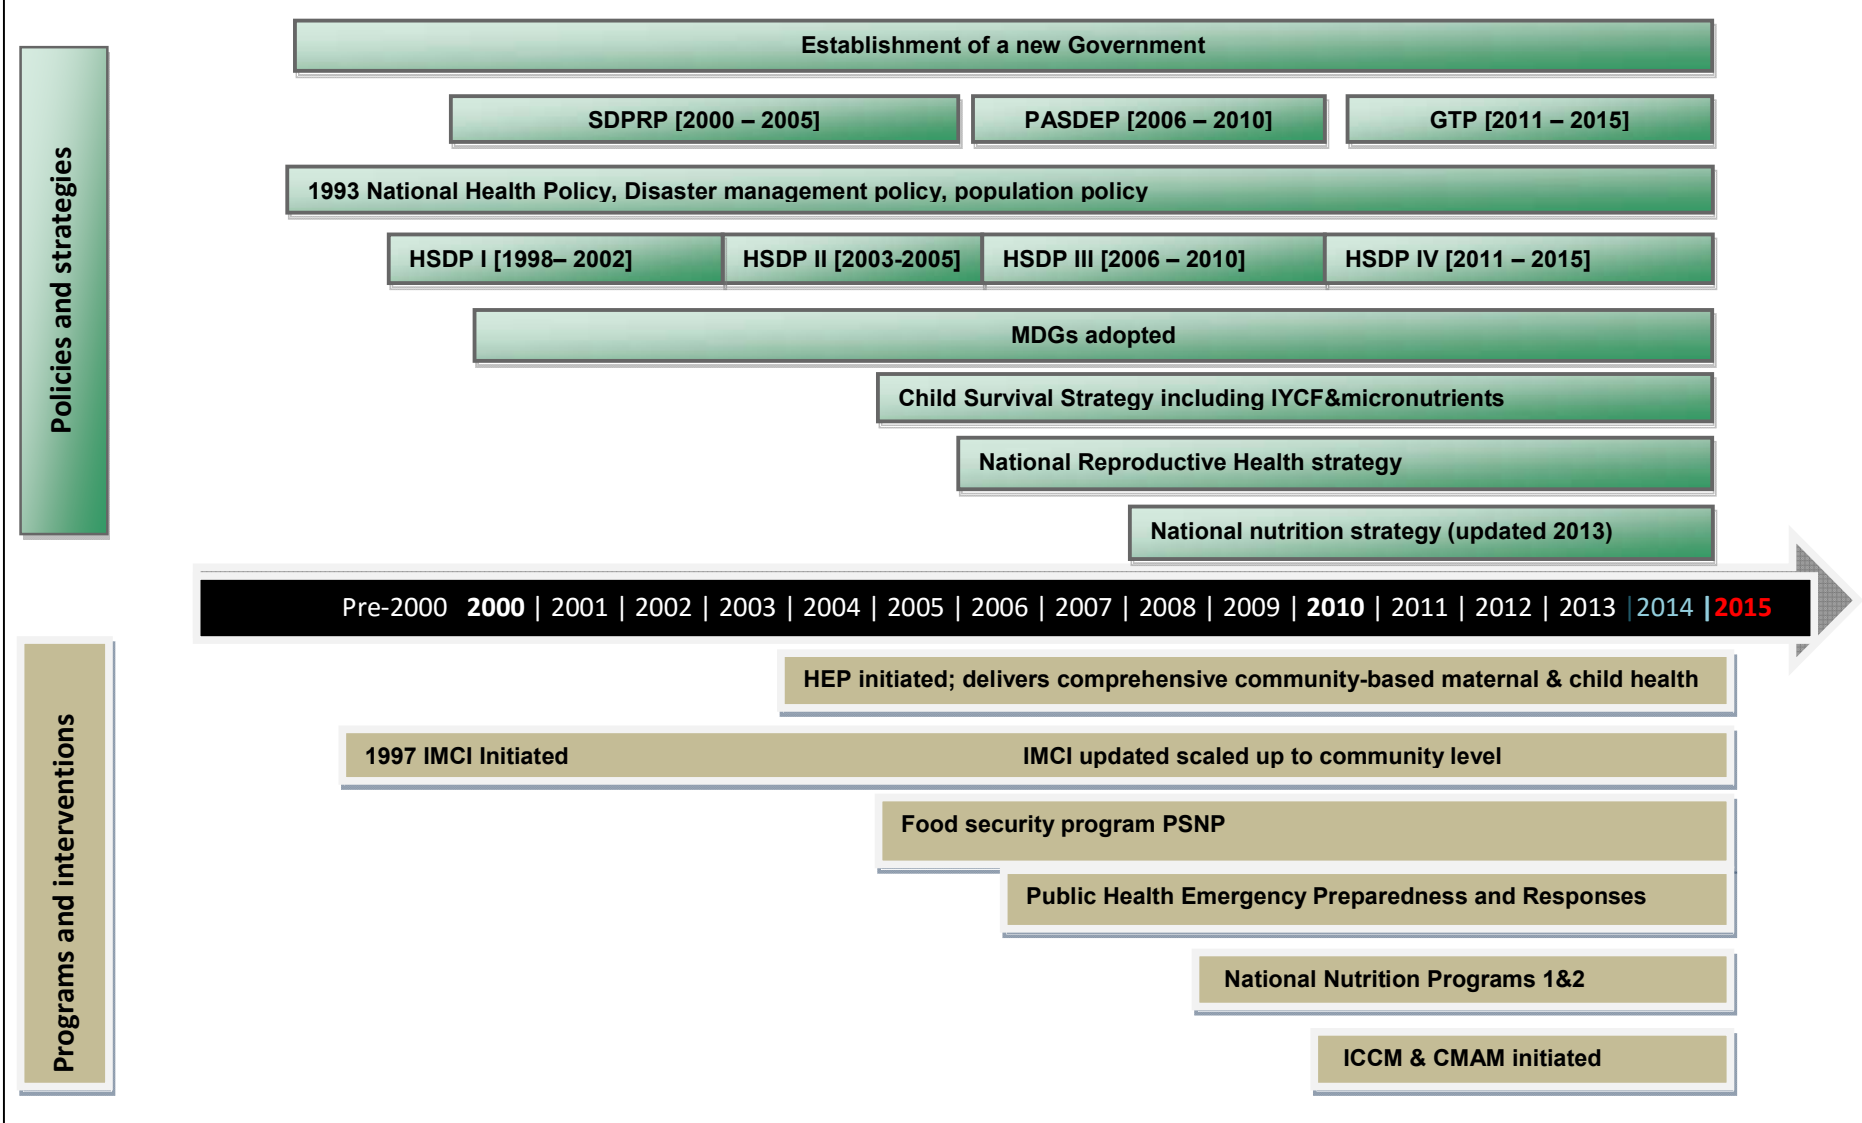 Policies and strategies
Establishment of a new Government
SDPRP [2000 – 2005]
PASDEP [2006 – 2010]
GTP [2011 – 2015]
1993 National Health Policy, Disaster management policy, population policy
HSDP I [1998– 2002]
HSDP II [2003-2005]
HSDP III [2006 – 2010]
HSDP IV [2011 – 2015]
MDGs adopted
Child Survival Strategy including IYCF&micronutrients
National Reproductive Health strategy
National nutrition strategy (updated 2013)
Pre-2000 2000 | 2001 | 2002 | 2003 | 2004 | 2005 | 2006 | 2007 | 2008 | 2009 | 2010 | 2011 | 2012 | 2013 | 2014 | 2015
Programs and interventions
HEP initiated; delivers comprehensive community-based maternal & child health
1997 IMCI Initiated
IMCI updated scaled up to community level
Food security program PSNP
Public Health Emergency Preparedness and Responses
National Nutrition Programs 1&2
ICCM & CMAM initiated